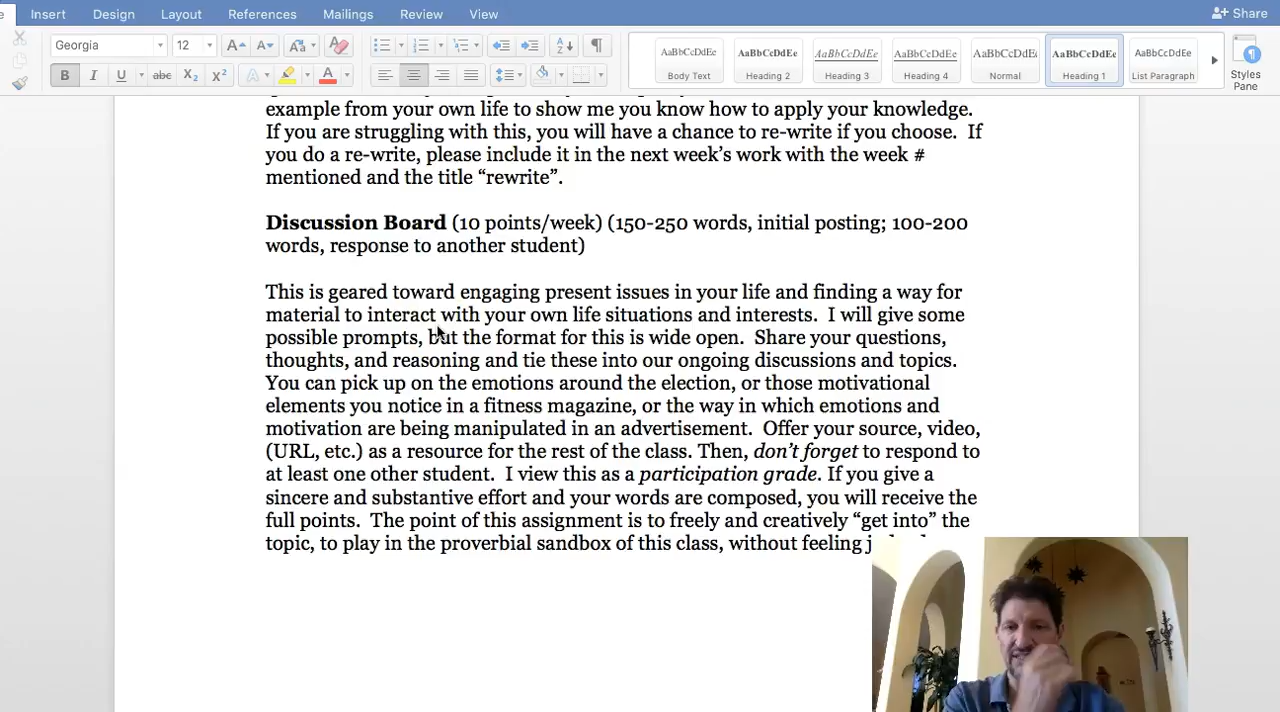 Insert Design Layout References Mailings Review View Share
Georgia 12
AaBbCcDdEe AaBbCcDdEe AaBbCcDdEe AaBbCcDdEe AaBbCcDdEe AaBbCcDdEe AaBbCcDdEe
Body Text Heading 2 Heading 3 Heading 4 Normal Heading 1 List Paragraph
Styles
Pane
B I U abc X₂ X² A A
example from your own life to show me you know how to apply your knowledge.
If you are struggling with this, you will have a chance to re-write if you choose.  If
you do a re-write, please include it in the next week’s work with the week #
mentioned and the title “rewrite”.
Discussion Board (10 points/week) (150-250 words, initial posting; 100-200
words, response to another student)
This is geared toward engaging present issues in your life and finding a way for
material to interact with your own life situations and interests.  I will give some
possible prompts, but the format for this is wide open.  Share your questions,
thoughts, and reasoning and tie these into our ongoing discussions and topics.
You can pick up on the emotions around the election, or those motivational
elements you notice in a fitness magazine, or the way in which emotions and
motivation are being manipulated in an advertisement.  Offer your source, video,
(URL, etc.) as a resource for the rest of the class. Then, don’t forget to respond to
at least one other student.  I view this as a participation grade. If you give a
sincere and substantive effort and your words are composed, you will receive the
full points.  The point of this assignment is to freely and creatively “get into” the
topic, to play in the proverbial sandbox of this class, without feeling